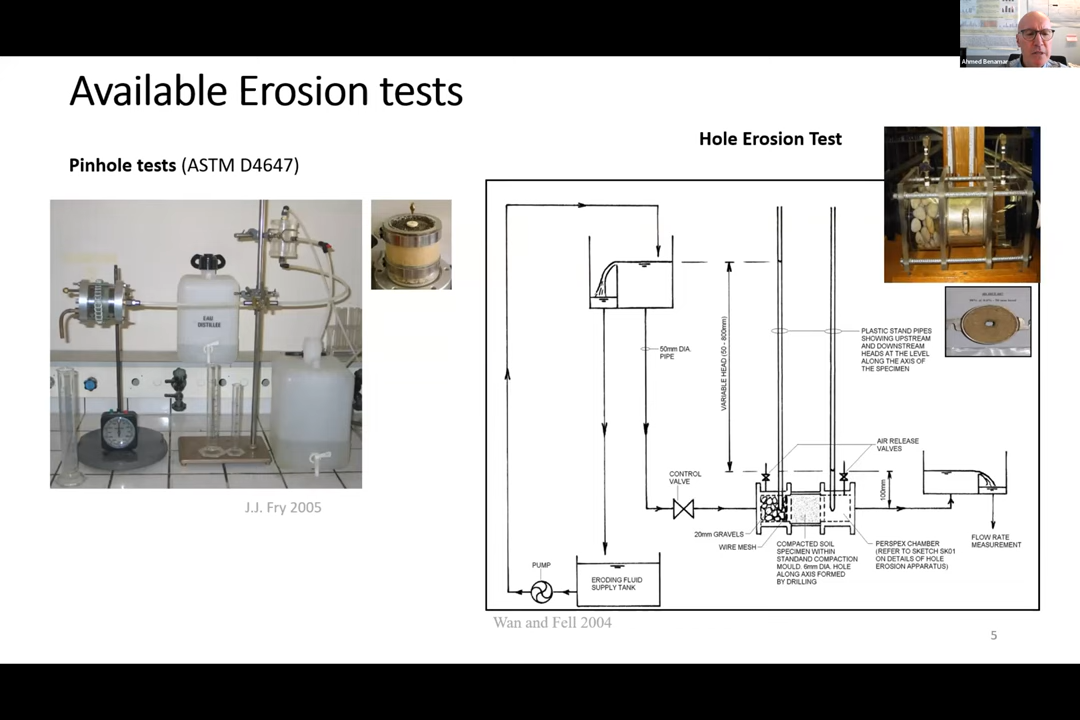 Ahmed Benamar
Available Erosion tests
Pinhole tests (ASTM D4647)
EAU
DISTILLEE
J.J. Fry 2005
Hole Erosion Test
50mm DIA.
PIPE
VARIABLE HEAD (50 - 800mm)
PLASTIC STAND PIPES
SHOWING UPSTREAM
AND DOWNSTREAM
HEADS AT THE LEVEL
ALONG THE AXIS OF
THE SPECIMEN
AIR RELEASE
VALVES
CONTROL
VALVE
100mm
20mm GRAVELS
WIRE MESH
COMPACTED SOIL
SPECIMEN WITHIN
STANDAND COMPACTION
MOULD. 6mm DIA. HOLE
ALONG AXIS FORMED
BY DRILLING
PERSPEX CHAMBER
(REFER TO SKETCH SK01
ON DETAILS OF HOLE
EROSION APPARATUS)
FLOW RATE
MEASUREMENT
PUMP
ERODING FLUID
SUPPLY TANK
Wan and Fell 2004
5